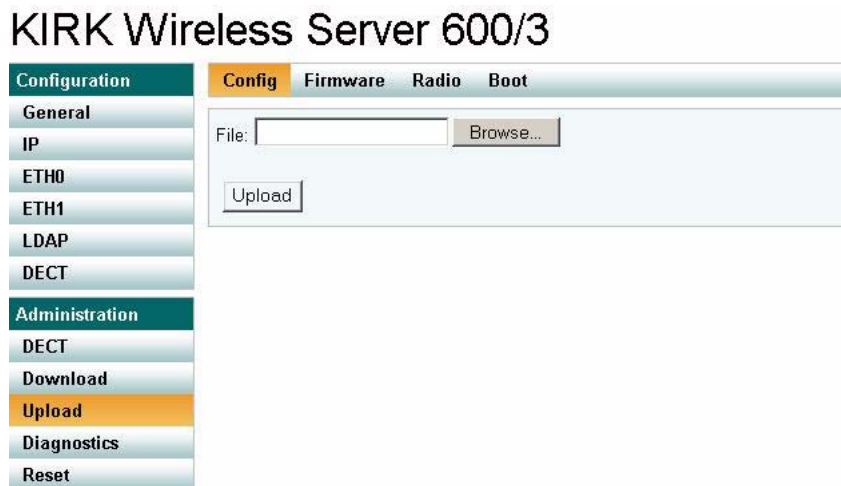 KIRK Wireless Server 600/3
Configuration
General
IP
ETH0
ETH1
LDAP
DECT
Administration
DECT
Download
Upload
Diagnostics
Reset
Config Firmware Radio Boot
File: Browse...
Upload